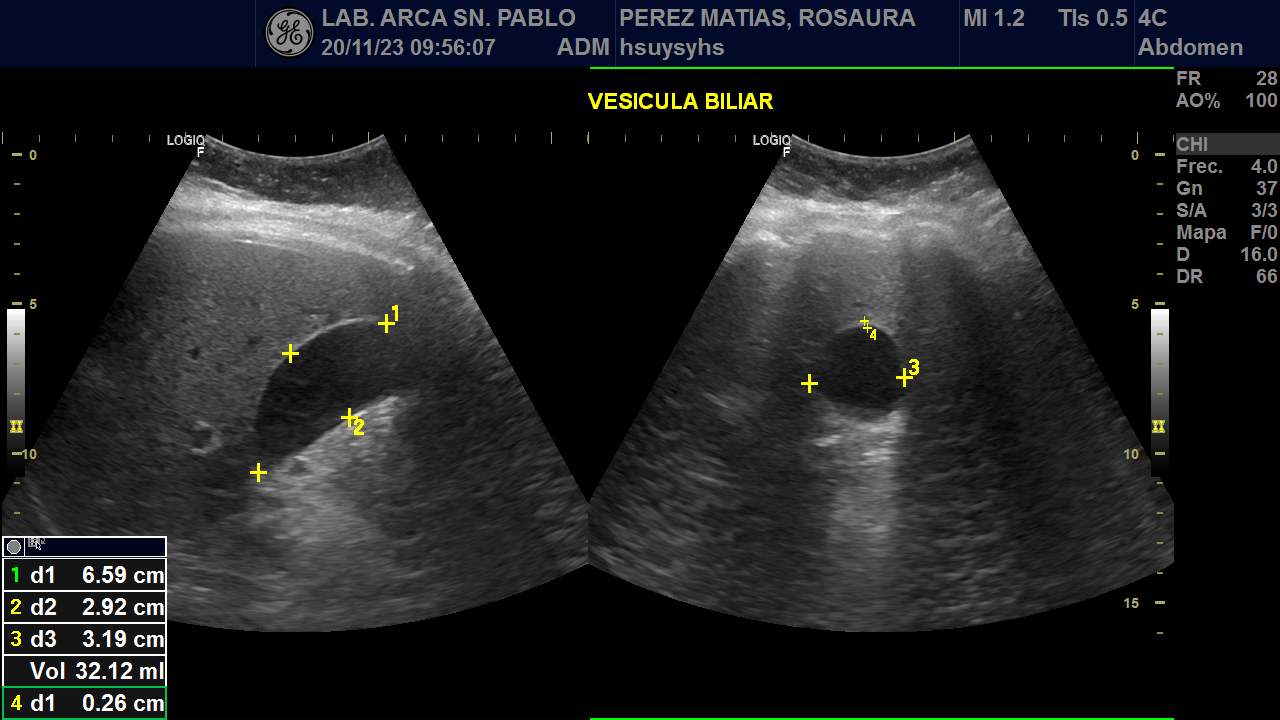 LAB. ARCA SN. PABLO
20/11/23 09:56:07 ADM
PEREZ MATIAS, ROSAURA
hsuysyhs
MI 1.2 TIs 0.5
4C
Abdomen
VESICULA BILIAR
FR 28
AO% 100
CHI
Frec. 4.0
Gn 37
S/A 3/3
Mapa F/0
D 16.0
DR 66
LOGIQ
F
0
5
10
1
2
LOGIQ
F
0
5
10
15
4
3
1 d1 6.59 cm
2 d2 2.92 cm
3 d3 3.19 cm
Vol 32.12 ml
4 d1 0.26 cm